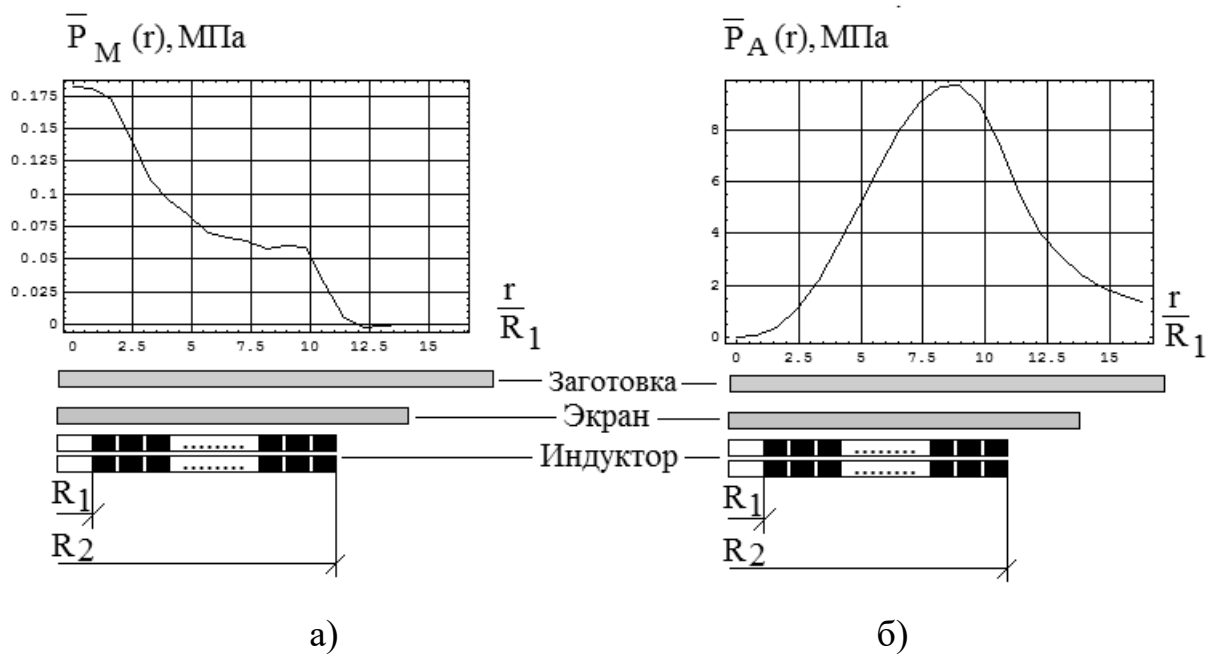 P̅ M (r), МПа
0.175
0.15
0.125
0.1
0.075
0.05
0.025
0
0 2.5 5 7.5 10 12.5 15
r
R1
P̅ A (r), МПа
8
6
4
2
0
0 2.5 5 7.5 10 12.5 15
r
R1
Заготовка
Экран
Индуктор
........
........
R1
R2
........
........
R1
R2
а)
б)